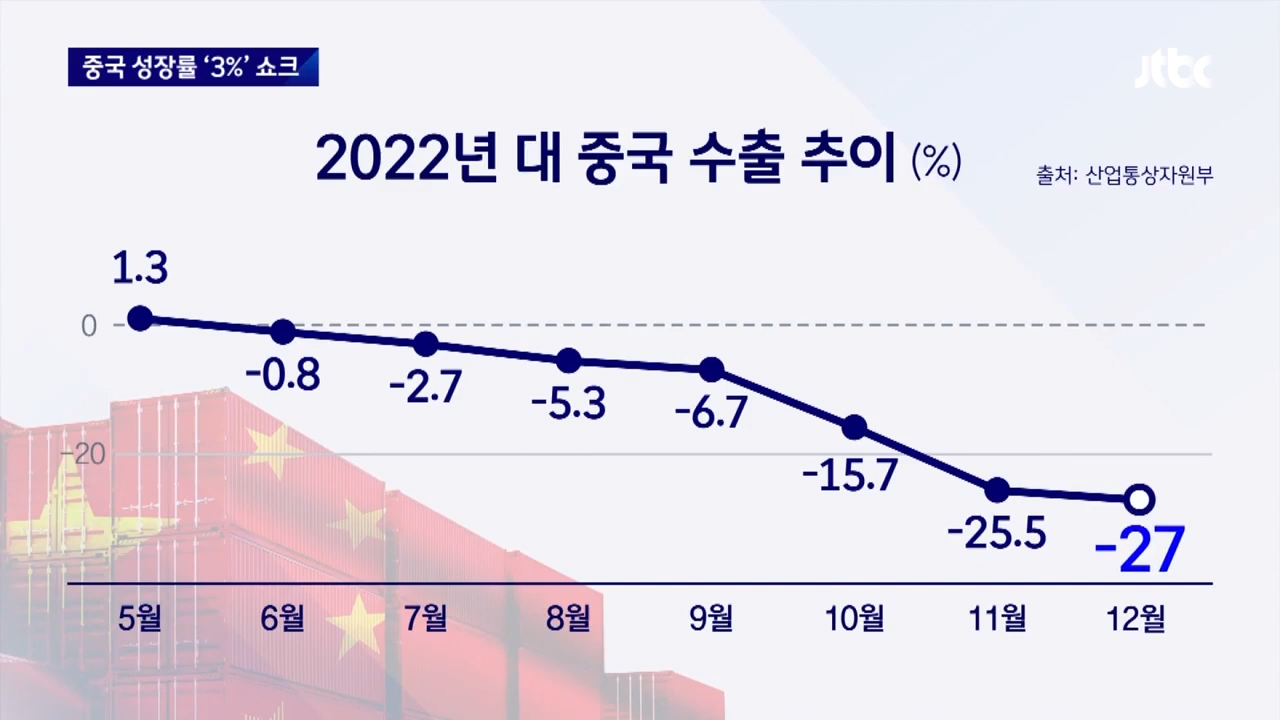 중국 성장률 ‘3%’ 쇼크
jtbc
2022년 대 중국 수출 추이 (%)
출처: 산업통상자원부
1.3
0
-0.8
-2.7
-5.3
-6.7
-20
-15.7
-25.5
-27
5월 6월 7월 8월 9월 10월 11월 12월